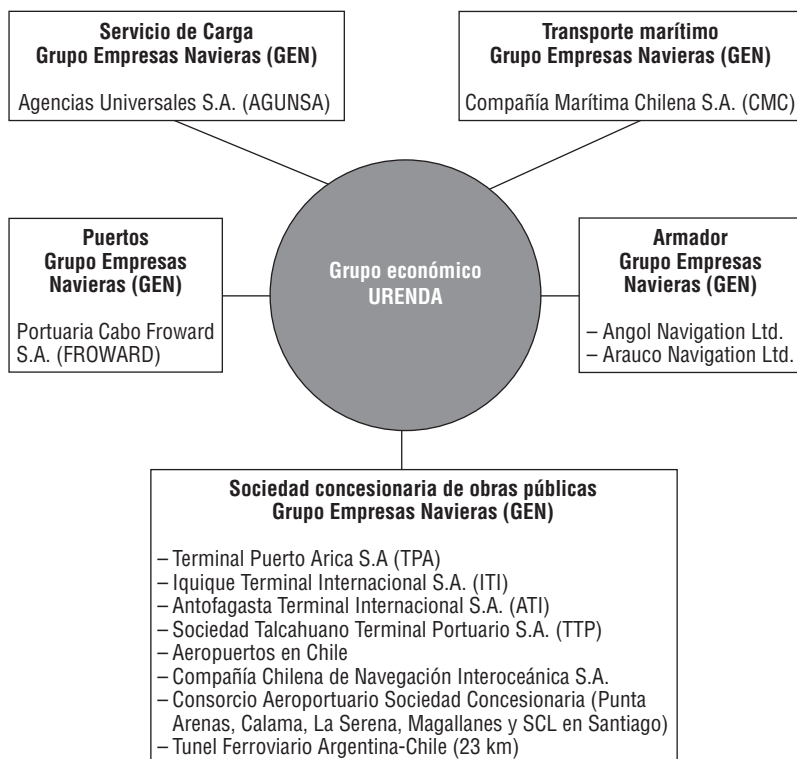 Servicio de Carga
Grupo Empresas Navieras (GEN)
Agencias Universales S.A. (AGUNSA)
Transporte marítimo
Grupo Empresas Navieras (GEN)
Compañía Marítima Chilena S.A. (CMC)
Puertos
Grupo Empresas
Navieras (GEN)
Portuaria Cabo Froward
S.A. (FROWARD)
Grupo económico
URENDA
Armador
Grupo Empresas
Navieras (GEN)
– Angol Navigation Ltd.
– Arauco Navigation Ltd.
Sociedad concesionaria de obras públicas
Grupo Empresas Navieras (GEN)
– Terminal Puerto Arica S.A (TPA)
– Iquique Terminal Internacional S.A. (ITI)
– Antofagasta Terminal Internacional S.A. (ATI)
– Sociedad Talcahuano Terminal Portuario S.A. (TTP)
– Aeropuertos en Chile
– Compañía Chilena de Navegación Interoceánica S.A.
– Consorcio Aeroportuario Sociedad Concesionaria (Punta
Arenas, Calama, La Serena, Magallanes y SCL en Santiago)
– Tunel Ferroviario Argentina-Chile (23 km)